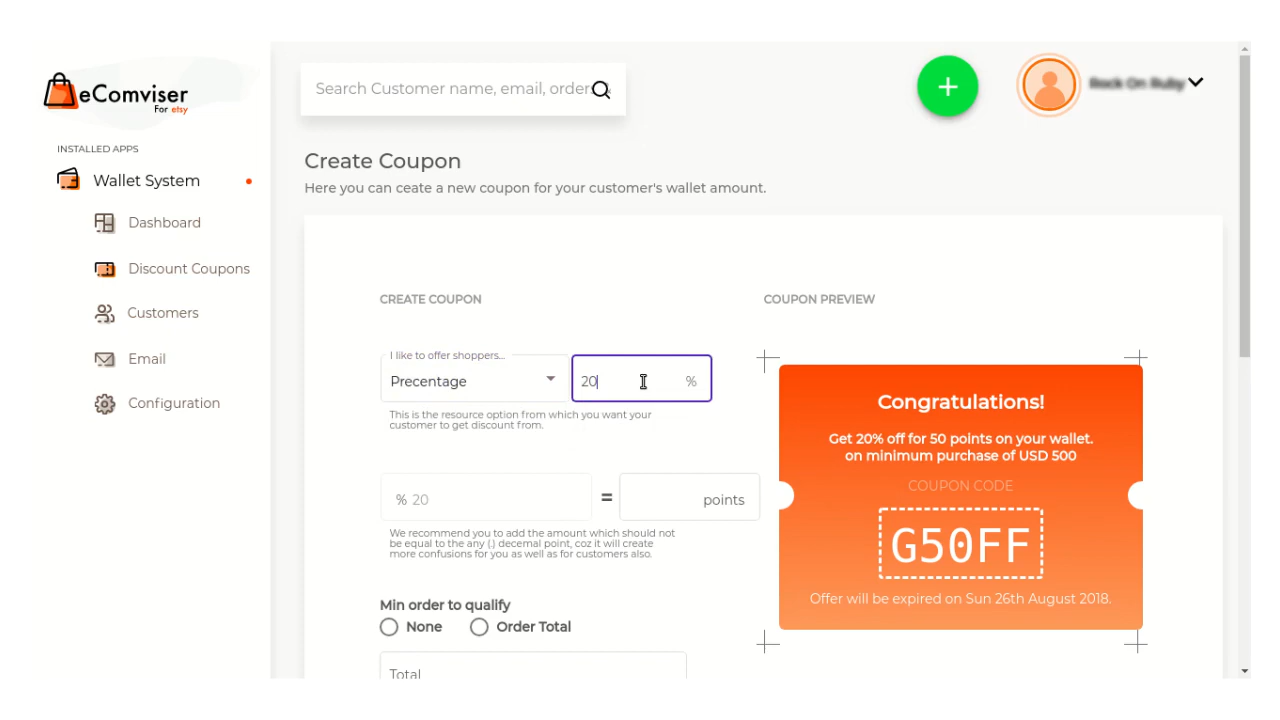 eComviser
For etsy
Search Customer name, email, order
INSTALLED APPS
Wallet System
Dashboard
Discount Coupons
Customers
Email
Configuration
Create Coupon
Here you can ceate a new coupon for your customer's wallet amount.
CREATE COUPON
I like to offer shoppers...
Precentage
20 %
This is the resource option from which you want your
customer to get discount from.
% 20 = points
We recommend you to add the amount which should not
be equal to the any (.) decemal point, coz it will create
more confusions for you as well as for customers also.
Min order to qualify
None Order Total
Total
COUPON PREVIEW
Congratulations!
Get 20% off for 50 points on your wallet.
on minimum purchase of USD 500
COUPON CODE
G50FF
Offer will be expired on Sun 26th August 2018.